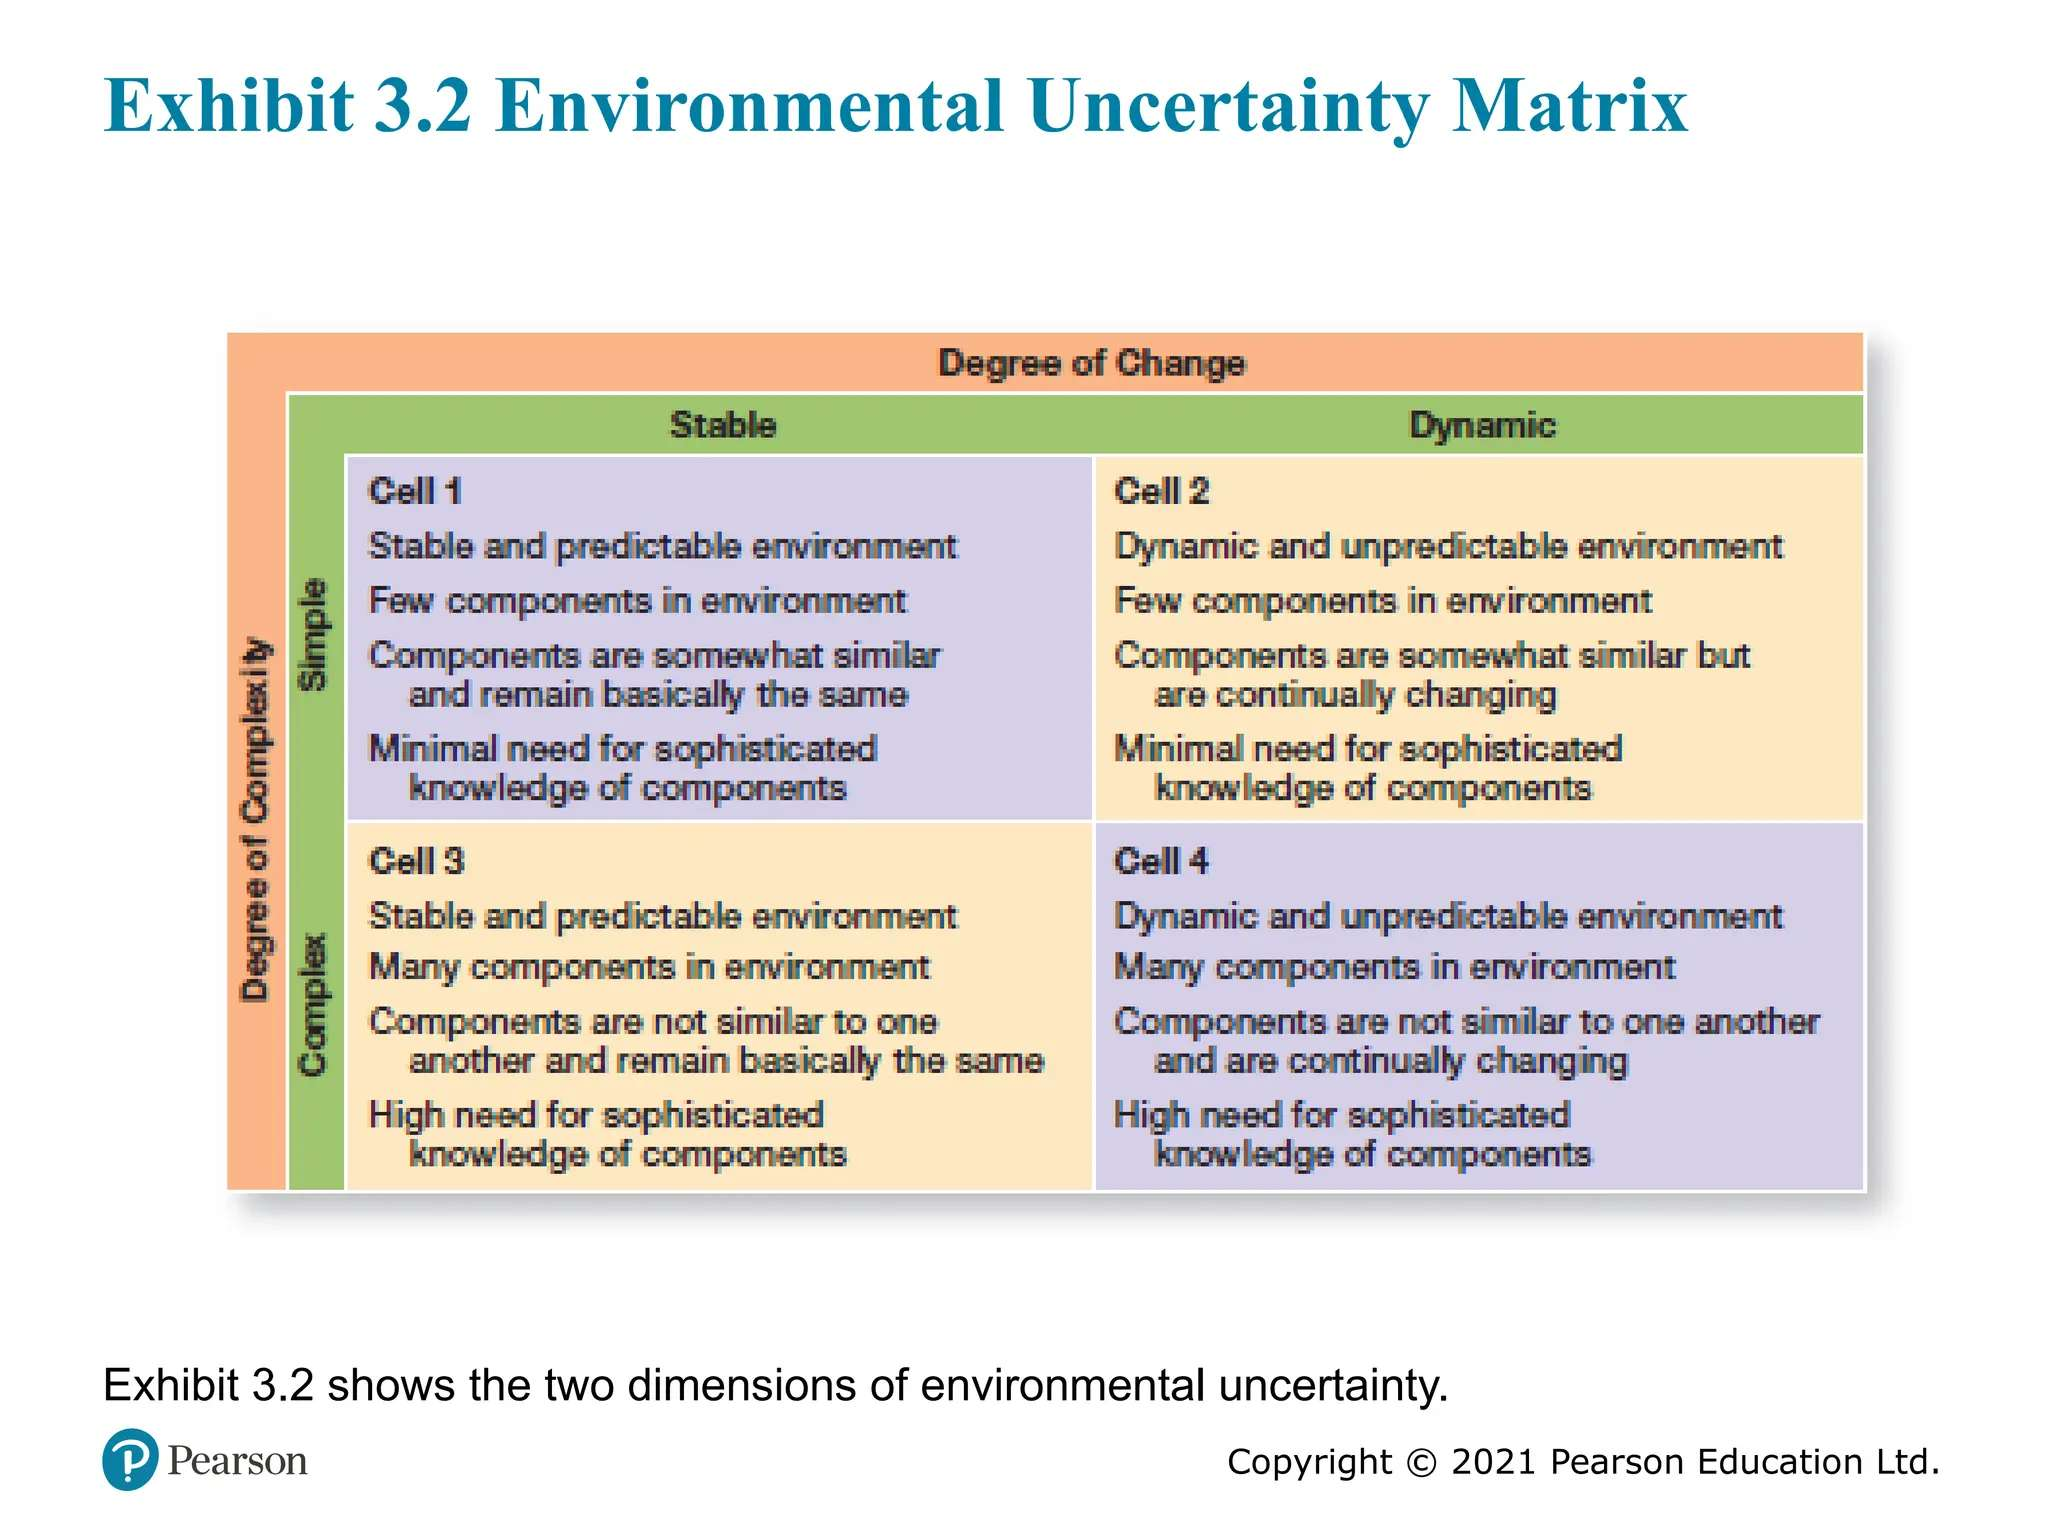 Exhibit 3.2 Environmental Uncertainty Matrix
Degree of Change
Stable
Dynamic
Degree of Complexity
Simple
Cell 1
Stable and predictable environment
Few components in environment
Components are somewhat similar
and remain basically the same
Minimal need for sophisticated
knowledge of components
Cell 2
Dynamic and unpredictable environment
Few components in environment
Components are somewhat similar but
are continually changing
Minimal need for sophisticated
knowledge of components
Complex
Cell 3
Stable and predictable environment
Many components in environment
Components are not similar to one
another and remain basically the same
High need for sophisticated
knowledge of components
Cell 4
Dynamic and unpredictable environment
Many components in environment
Components are not similar to one another
and are continually changing
High need for sophisticated
knowledge of components
Exhibit 3.2 shows the two dimensions of environmental uncertainty.
P Pearson
Copyright © 2021 Pearson Education Ltd.